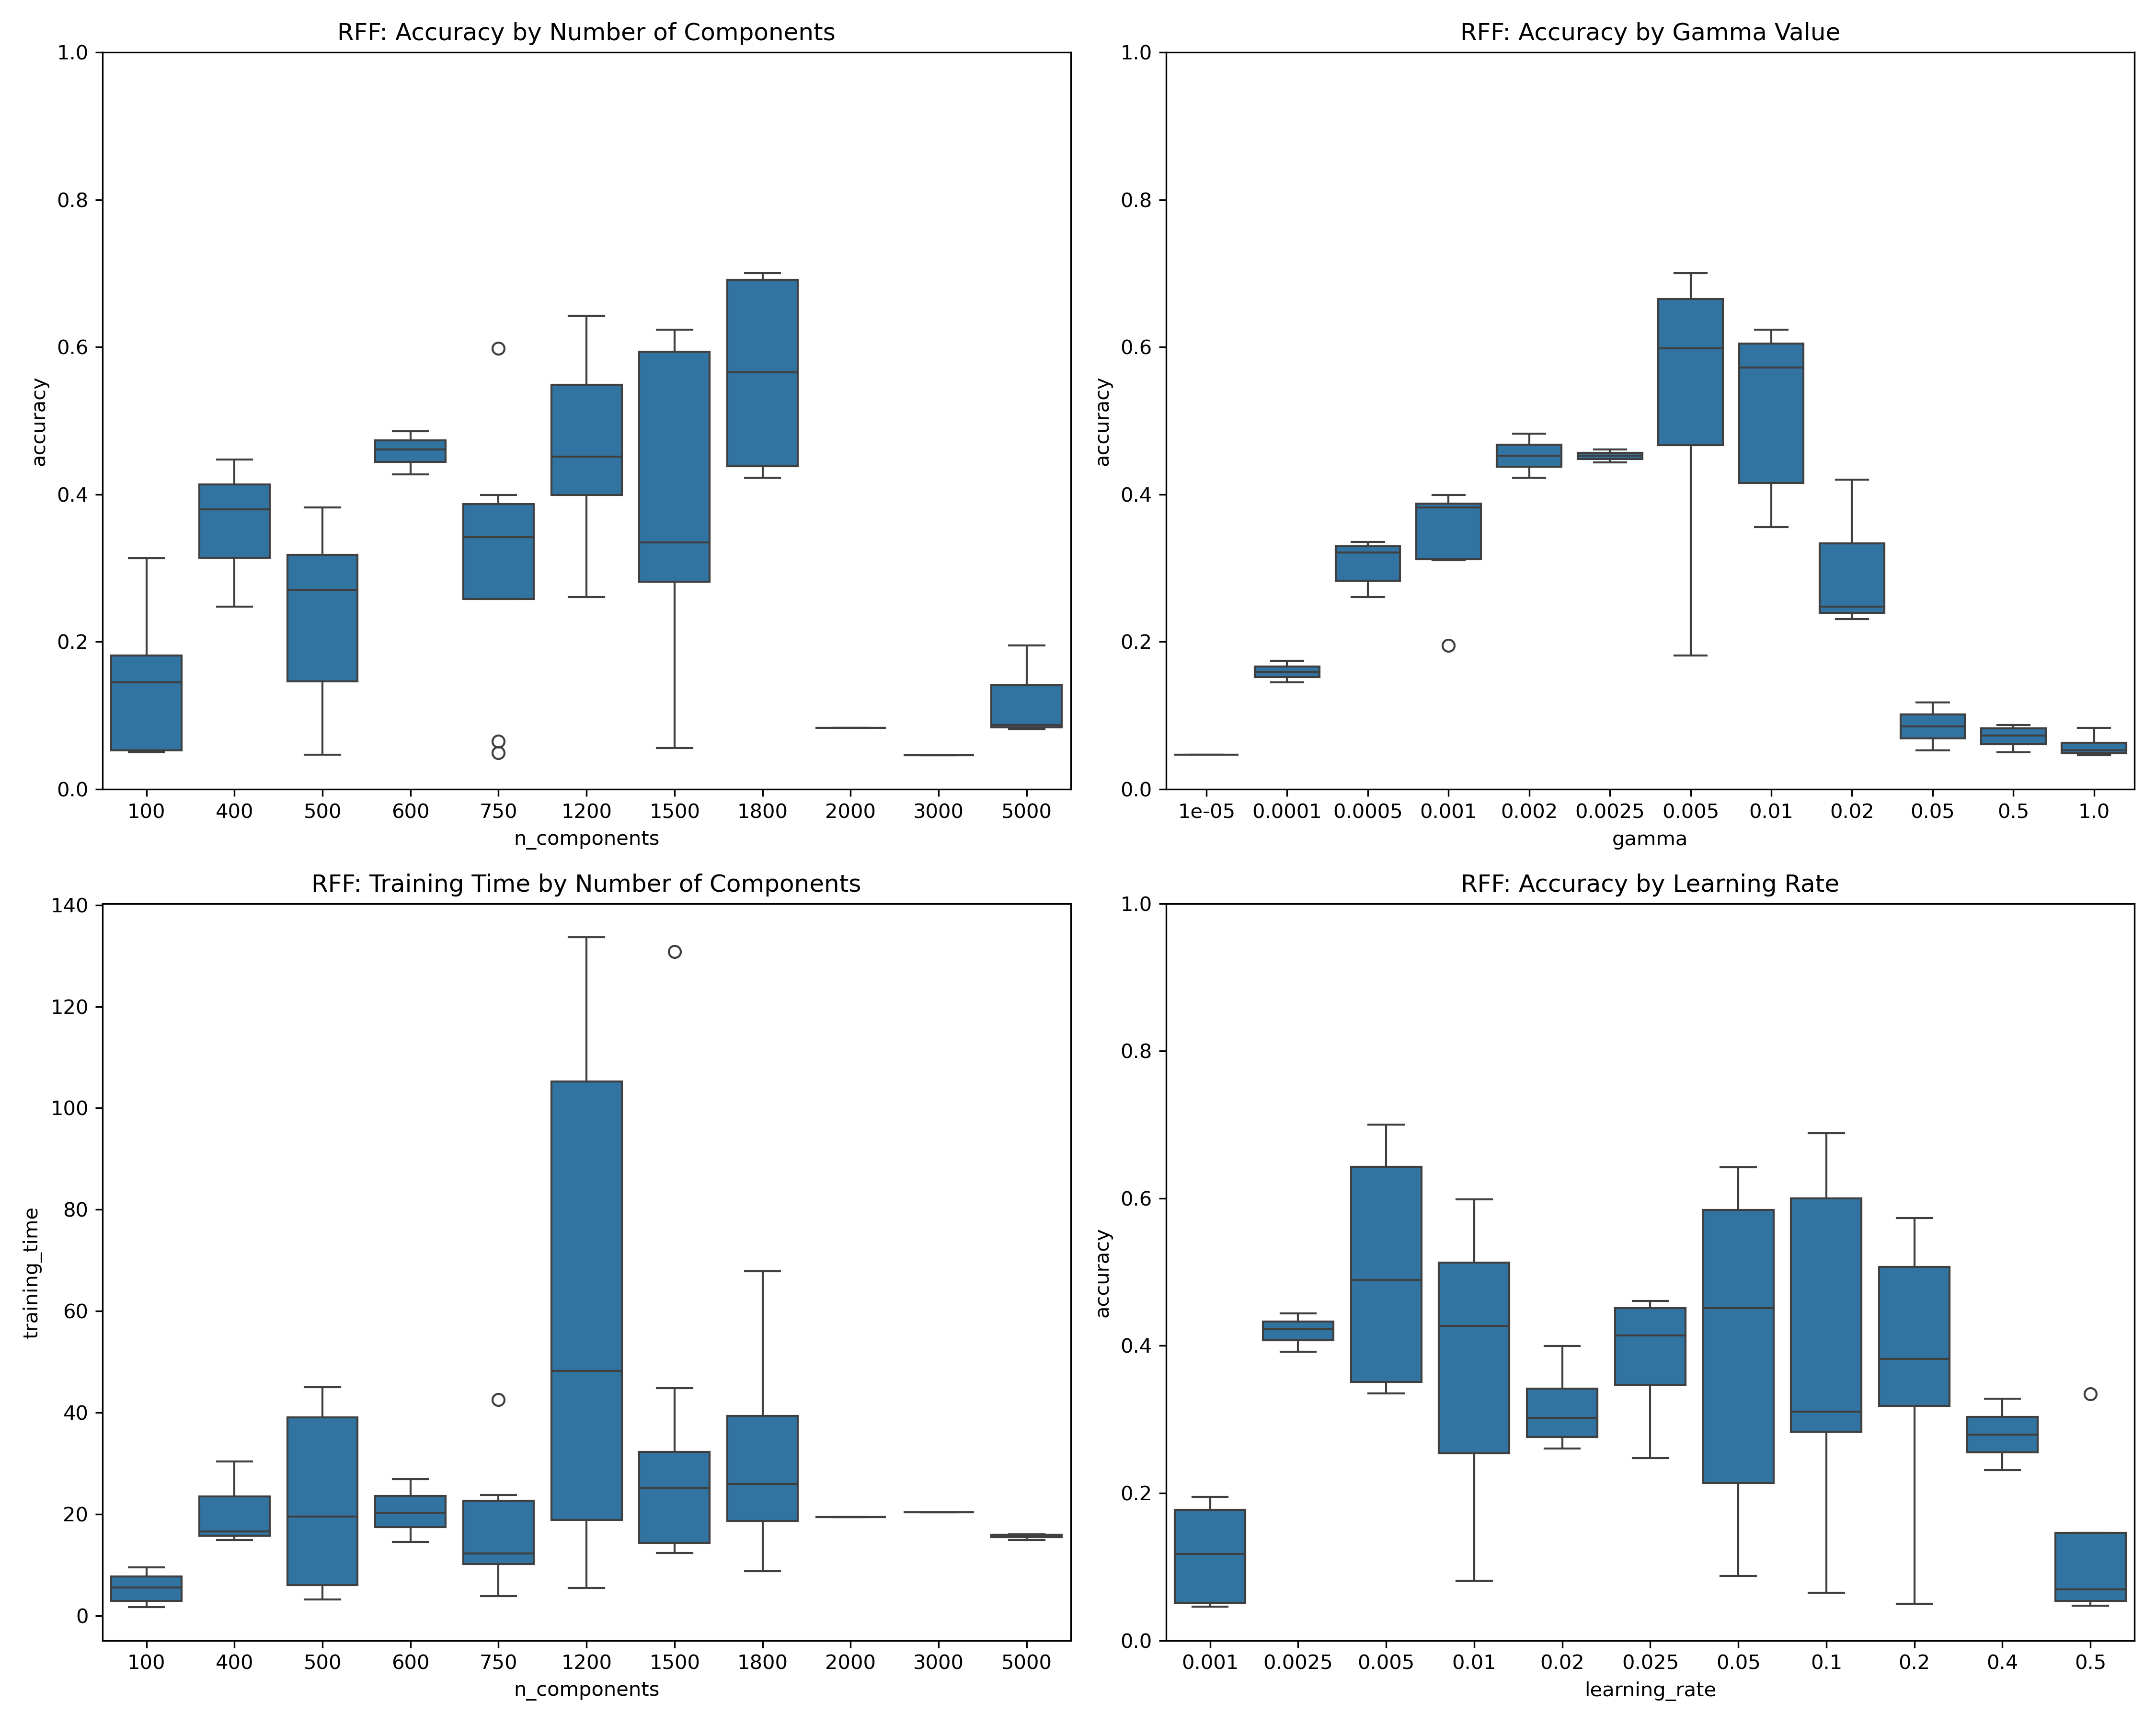 RFF: Accuracy by Number of Components
1.0
0.8
0.6
0.4
0.2
0.0
accuracy
100 400 500 600 750 1200 1500 1800 2000 3000 5000
n_components
RFF: Accuracy by Gamma Value
1.0
0.8
0.6
0.4
0.2
0.0
accuracy
1e-05 0.0001 0.0005 0.001 0.002 0.0025 0.005 0.01 0.02 0.05 0.5 1.0
gamma
RFF: Training Time by Number of Components
140
120
100
80
60
40
20
0
training_time
100 400 500 600 750 1200 1500 1800 2000 3000 5000
n_components
RFF: Accuracy by Learning Rate
1.0
0.8
0.6
0.4
0.2
0.0
accuracy
0.001 0.0025 0.005 0.01 0.02 0.025 0.05 0.1 0.2 0.4 0.5
learning_rate